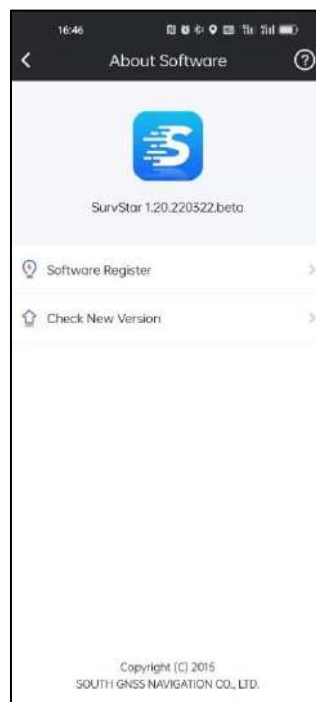 16:46
About Software
SurvStar 1.20.220322.beta
Software Register
Check New Version
Copyright (C) 2015
SOUTH GNSS NAVIGATION CO., LTD.